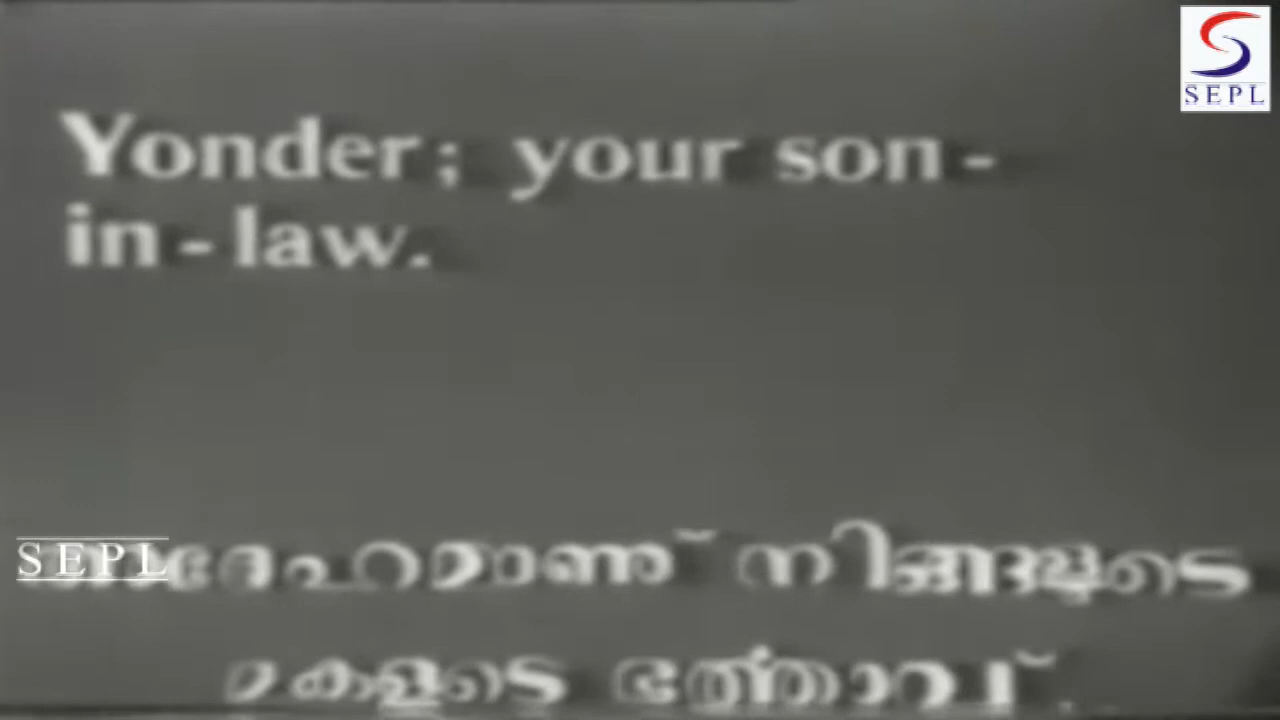 SEPL
Yonder; your son-
in-law.
SEPL
നിങ്ങളുടെ
മകളുടെ ഭർത്താവ്.